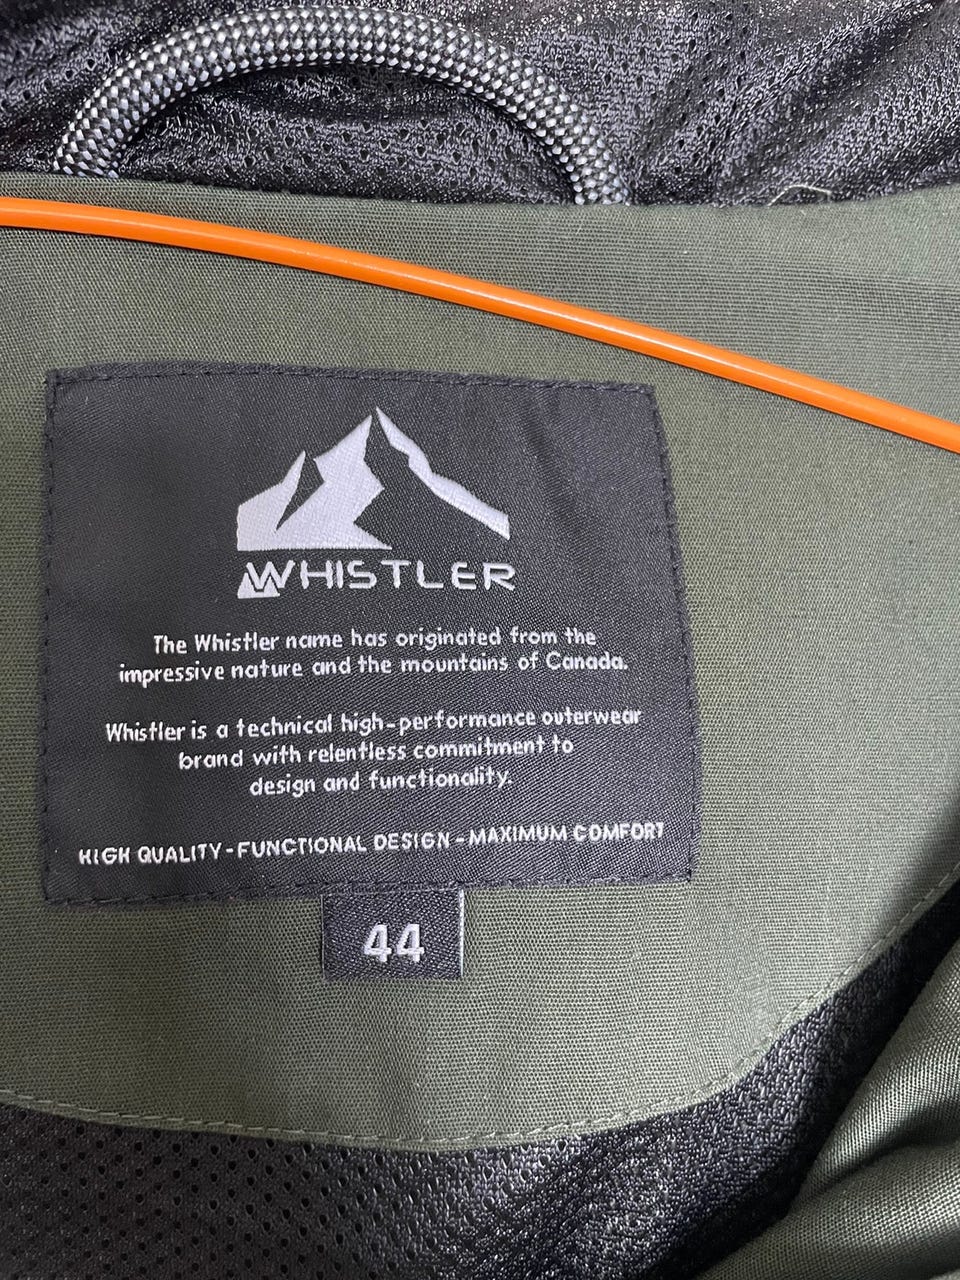 WHISTLER
The Whistler name has originated from the
impressive nature and the mountains of Canada.
Whistler is a technical high-performance outerwear
brand with relentless commitment to
design and functionality.
HIGH QUALITY-FUNCTIONAL DESIGN-MAXIMUM COMFORT
44